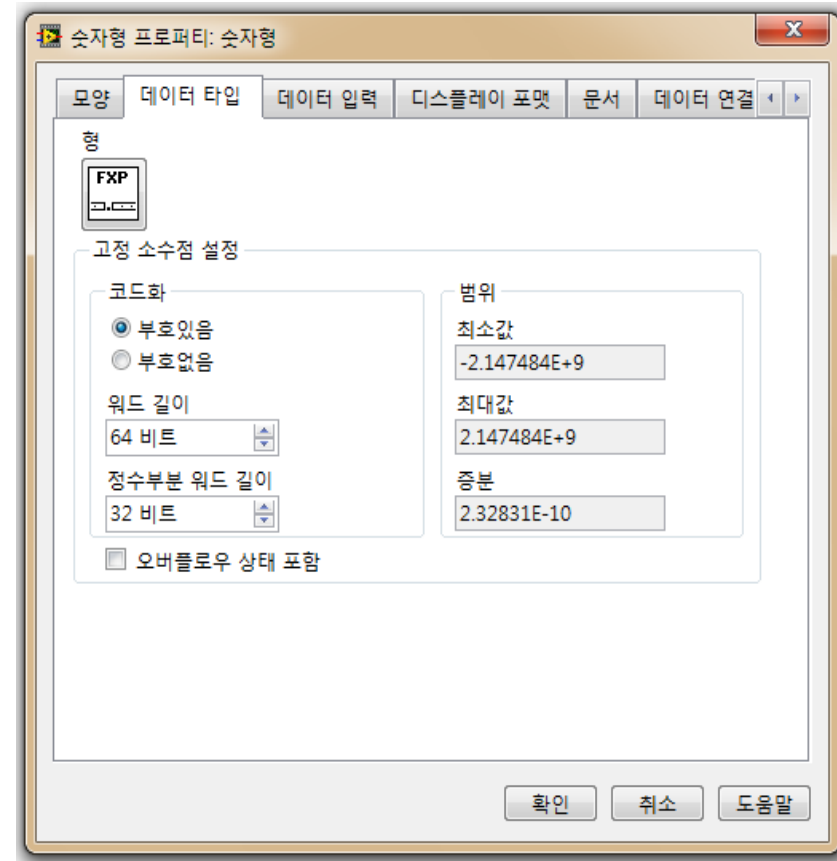 숫자형 프로퍼티: 숫자형
모양 데이터 타입 데이터 입력 디스플레이 포맷 문서 데이터 연결
형
FXP
고정 소수점 설정
코드화
부호있음
부호없음
워드 길이
64 비트
정수부분 워드 길이
32 비트
오버플로우 상태 포함
범위
최소값
-2.147484E+9
최대값
2.147484E+9
증분
2.32831E-10
확인 취소 도움말